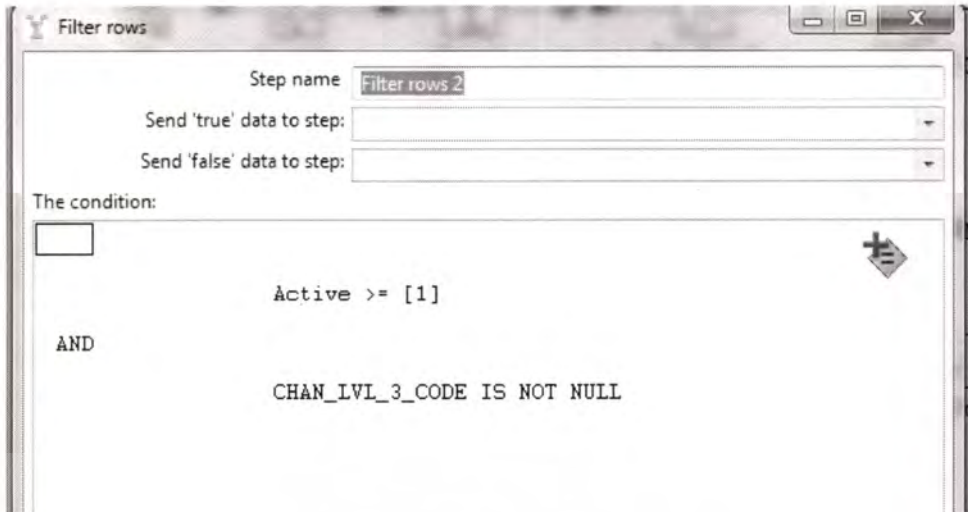 Filter rows
Step name Filter rows 2
Send 'true' data to step:
Send 'false' data to step:
The condition:
Active >= [1]
AND
CHAN_LVL_3_CODE IS NOT NULL